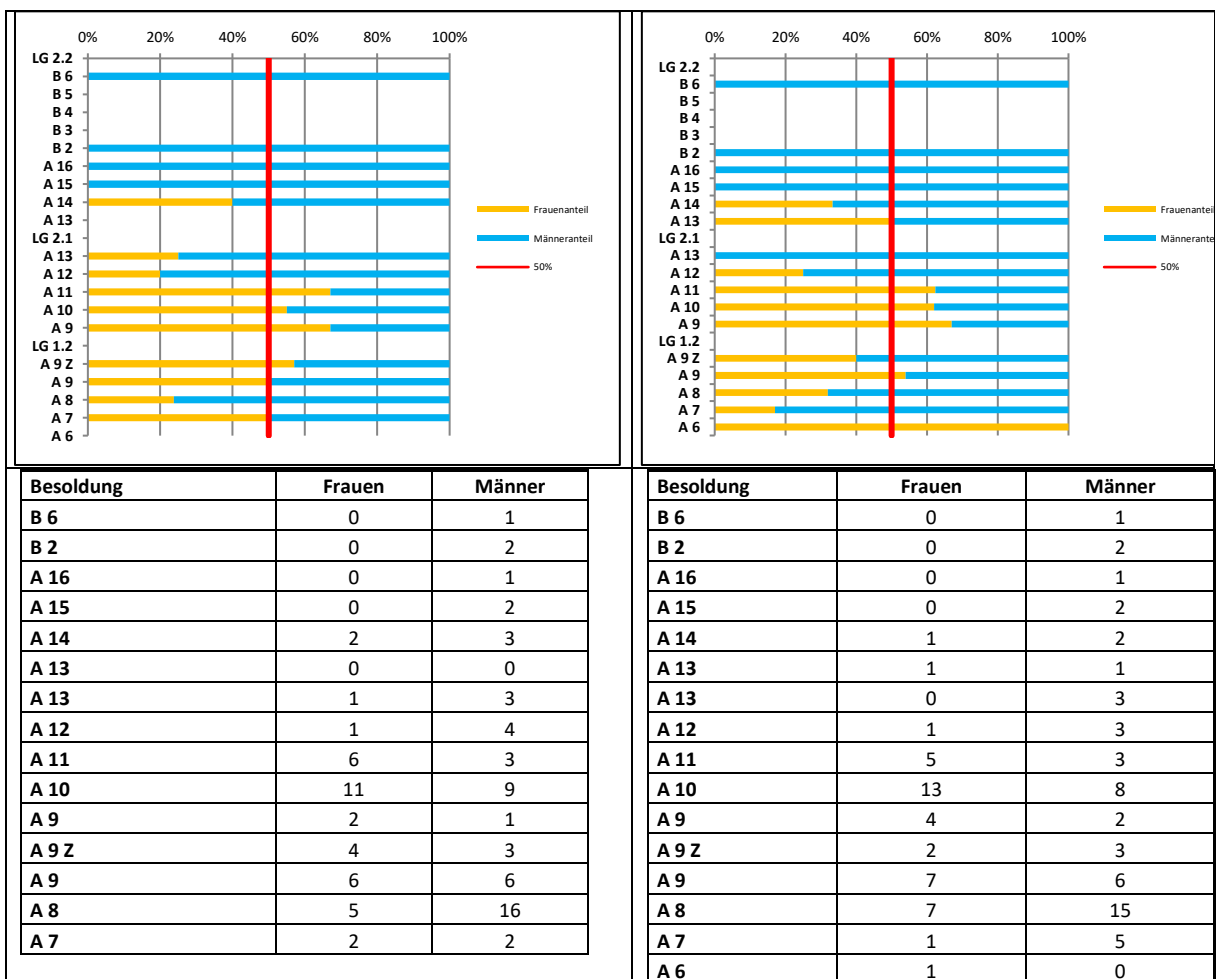 0% 20% 40% 60% 80% 100%
LG 2.2
B 6
B 5
B 4
B 3
B 2
A 16
A 15
A 14
A 13
LG 2.1
A 13
A 12
A 11
A 10
A 9
LG 1.2
A 9 Z
A 9
A 8
A 7
A 6
Frauenanteil
Männeranteil
50%
0% 20% 40% 60% 80% 100%
LG 2.2
B 6
B 5
B 4
B 3
B 2
A 16
A 15
A 14
A 13
LG 2.1
A 13
A 12
A 11
A 10
A 9
LG 1.2
A 9 Z
A 9
A 8
A 7
A 6
Frauenanteil
Männerante
50%
Besoldung Frauen Männer
B 6 0 1
B 2 0 2
A 16 0 1
A 15 0 2
A 14 2 3
A 13 0 0
A 13 1 3
A 12 1 4
A 11 6 3
A 10 11 9
A 9 2 1
A 9 Z 4 3
A 9 6 6
A 8 5 16
A 7 2 2
Besoldung Frauen Männer
B 6 0 1
B 2 0 2
A 16 0 1
A 15 0 2
A 14 1 2
A 13 1 1
A 13 0 3
A 12 1 3
A 11 5 3
A 10 13 8
A 9 4 2
A 9 Z 2 3
A 9 7 6
A 8 7 15
A 7 1 5
A 6 1 0